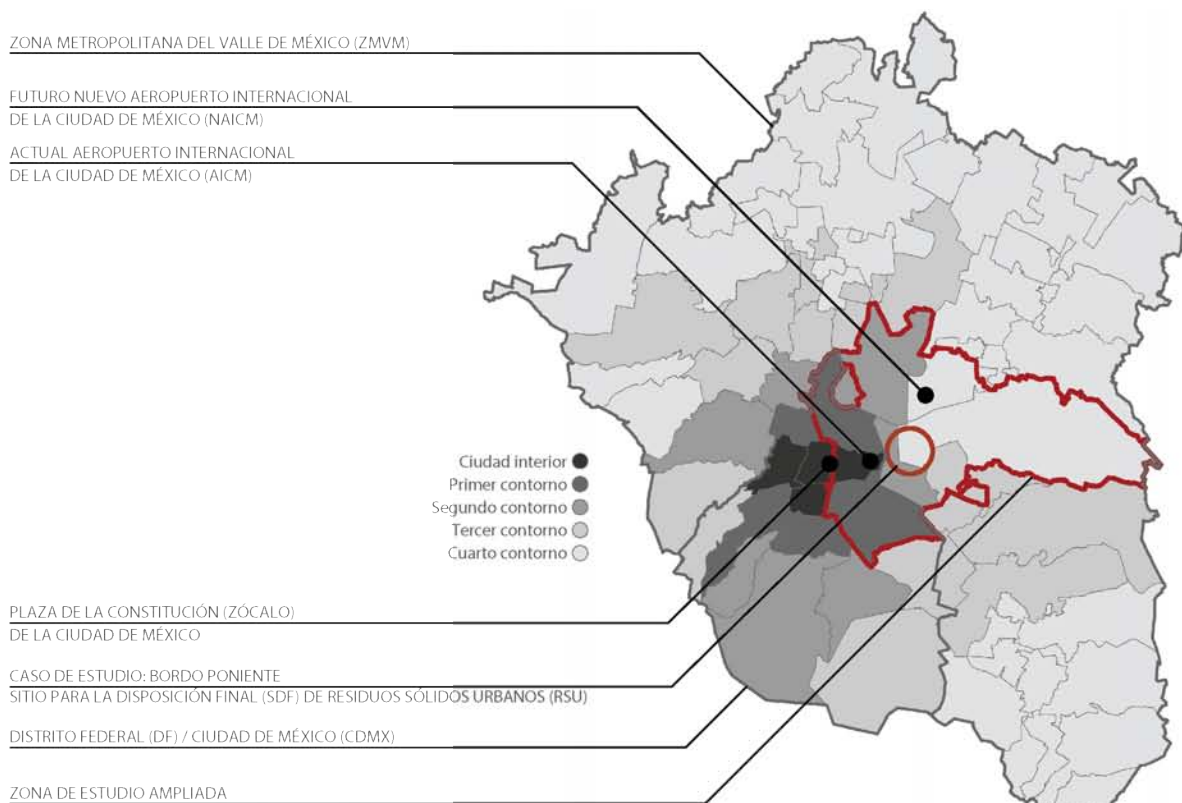 ZONA METROPOLITANA DEL VALLE DE MÉXICO (ZMVM)
FUTURO NUEVO AEROPUERTO INTERNACIONAL
DE LA CIUDAD DE MÉXICO (NAICM)
ACTUAL AEROPUERTO INTERNACIONAL
DE LA CIUDAD DE MÉXICO (AICM)
Ciudad interior
Primer contorno
Segundo contorno
Tercer contorno
Cuarto contorno
PLAZA DE LA CONSTITUCIÓN (ZÓCALO)
DE LA CIUDAD DE MÉXICO
CASO DE ESTUDIO: BORDO PONIENTE
SITIO PARA LA DISPOSICIÓN FINAL (SDF) DE RESIDUOS SÓLIDOS URBANOS (RSU)
DISTRITO FEDERAL (DF) / CIUDAD DE MÉXICO (CDMX)
ZONA DE ESTUDIO AMPLIADA